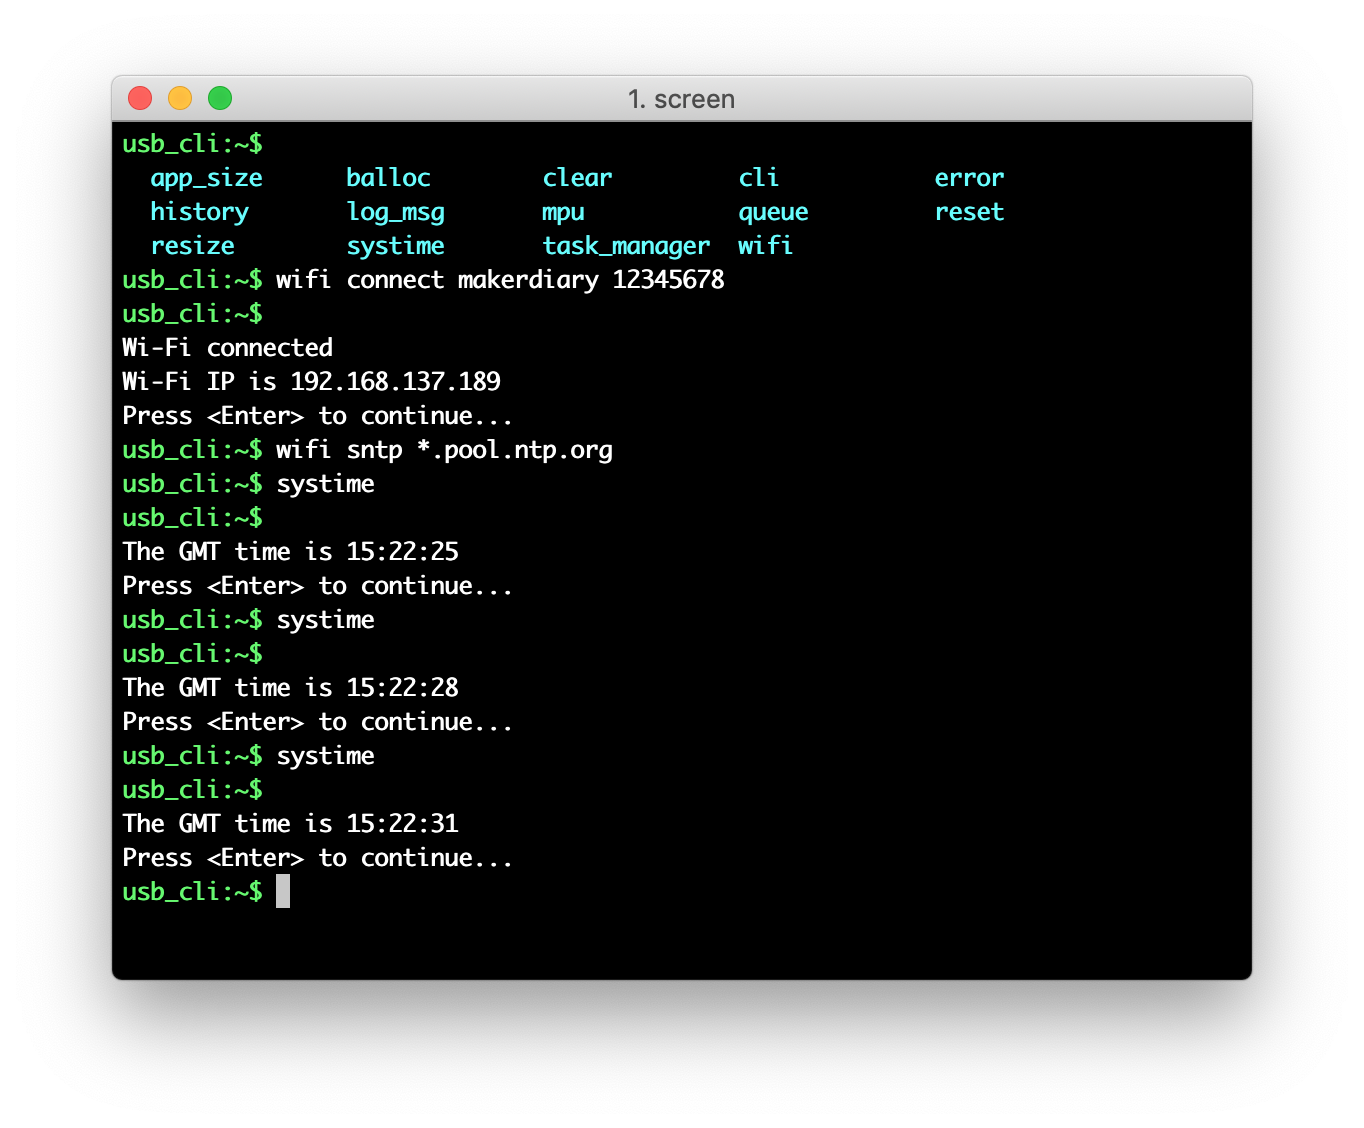 1. screen
usb_cli:~$
app_size balloc clear cli error
history log_msg mpu queue reset
resize systime task_manager wifi
usb_cli:~$ wifi connect makerdiary 12345678
usb_cli:~$
Wi-Fi connected
Wi-Fi IP is 192.168.137.189
Press <Enter> to continue...
usb_cli:~$ wifi sntp *.pool.ntp.org
usb_cli:~$ systime
usb_cli:~$
The GMT time is 15:22:25
Press <Enter> to continue...
usb_cli:~$ systime
usb_cli:~$
The GMT time is 15:22:28
Press <Enter> to continue...
usb_cli:~$ systime
usb_cli:~$
The GMT time is 15:22:31
Press <Enter> to continue...
usb_cli:~$